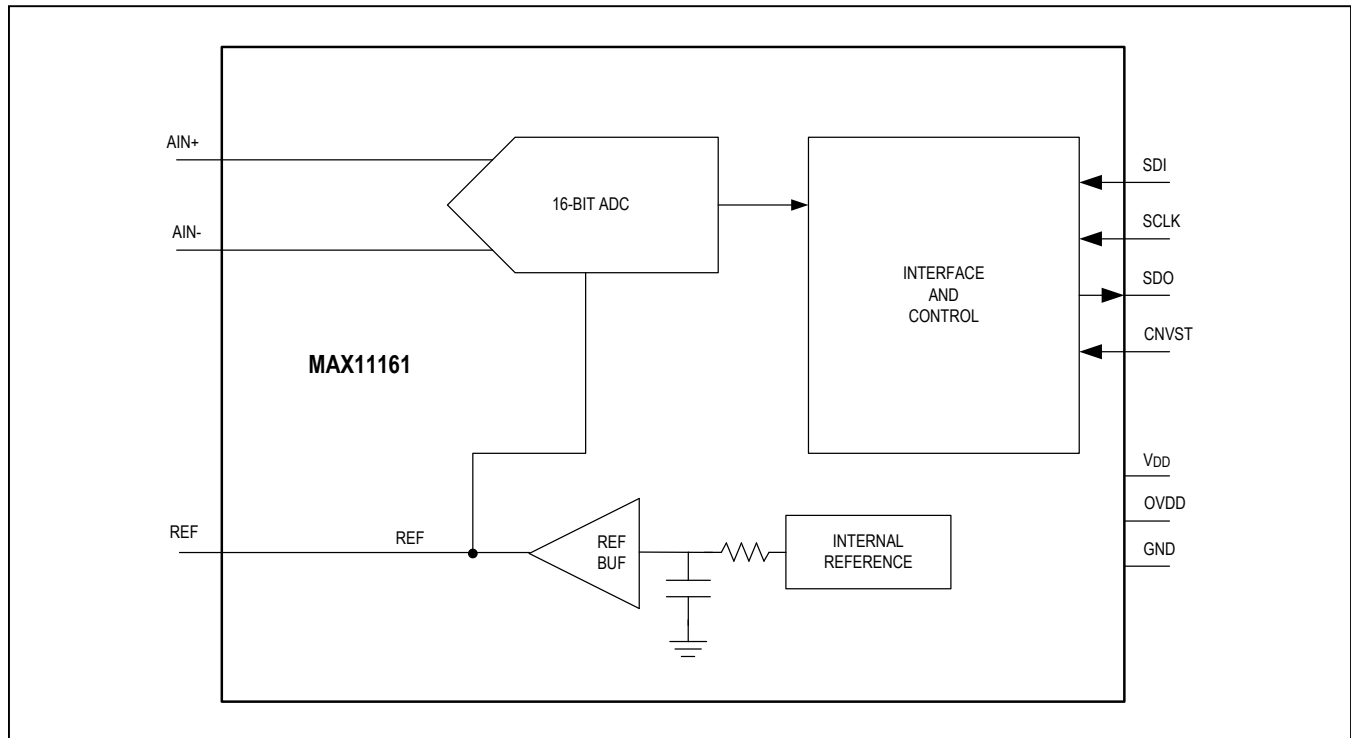 AIN+
AIN-
16-BIT ADC
INTERFACE
AND
CONTROL
SDI
SCLK
SDO
CNVST
MAX11161
VDD
OVDD
GND
REF
REF
REF
BUF
INTERNAL
REFERENCE